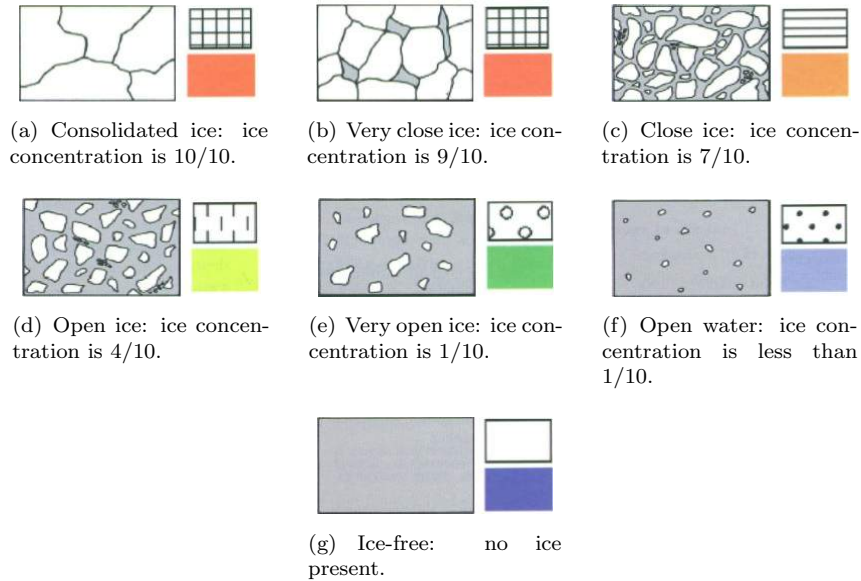 (a) Consolidated ice: ice
concentration is 10/10.
(b) Very close ice: ice con-
centration is 9/10.
(c) Close ice: ice concen-
tration is 7/10.
(d) Open ice: ice concen-
tration is 4/10.
(e) Very open ice: ice con-
centration is 1/10.
(f) Open water: ice con-
centration is less than
1/10.
(g) Ice-free: no ice
present.